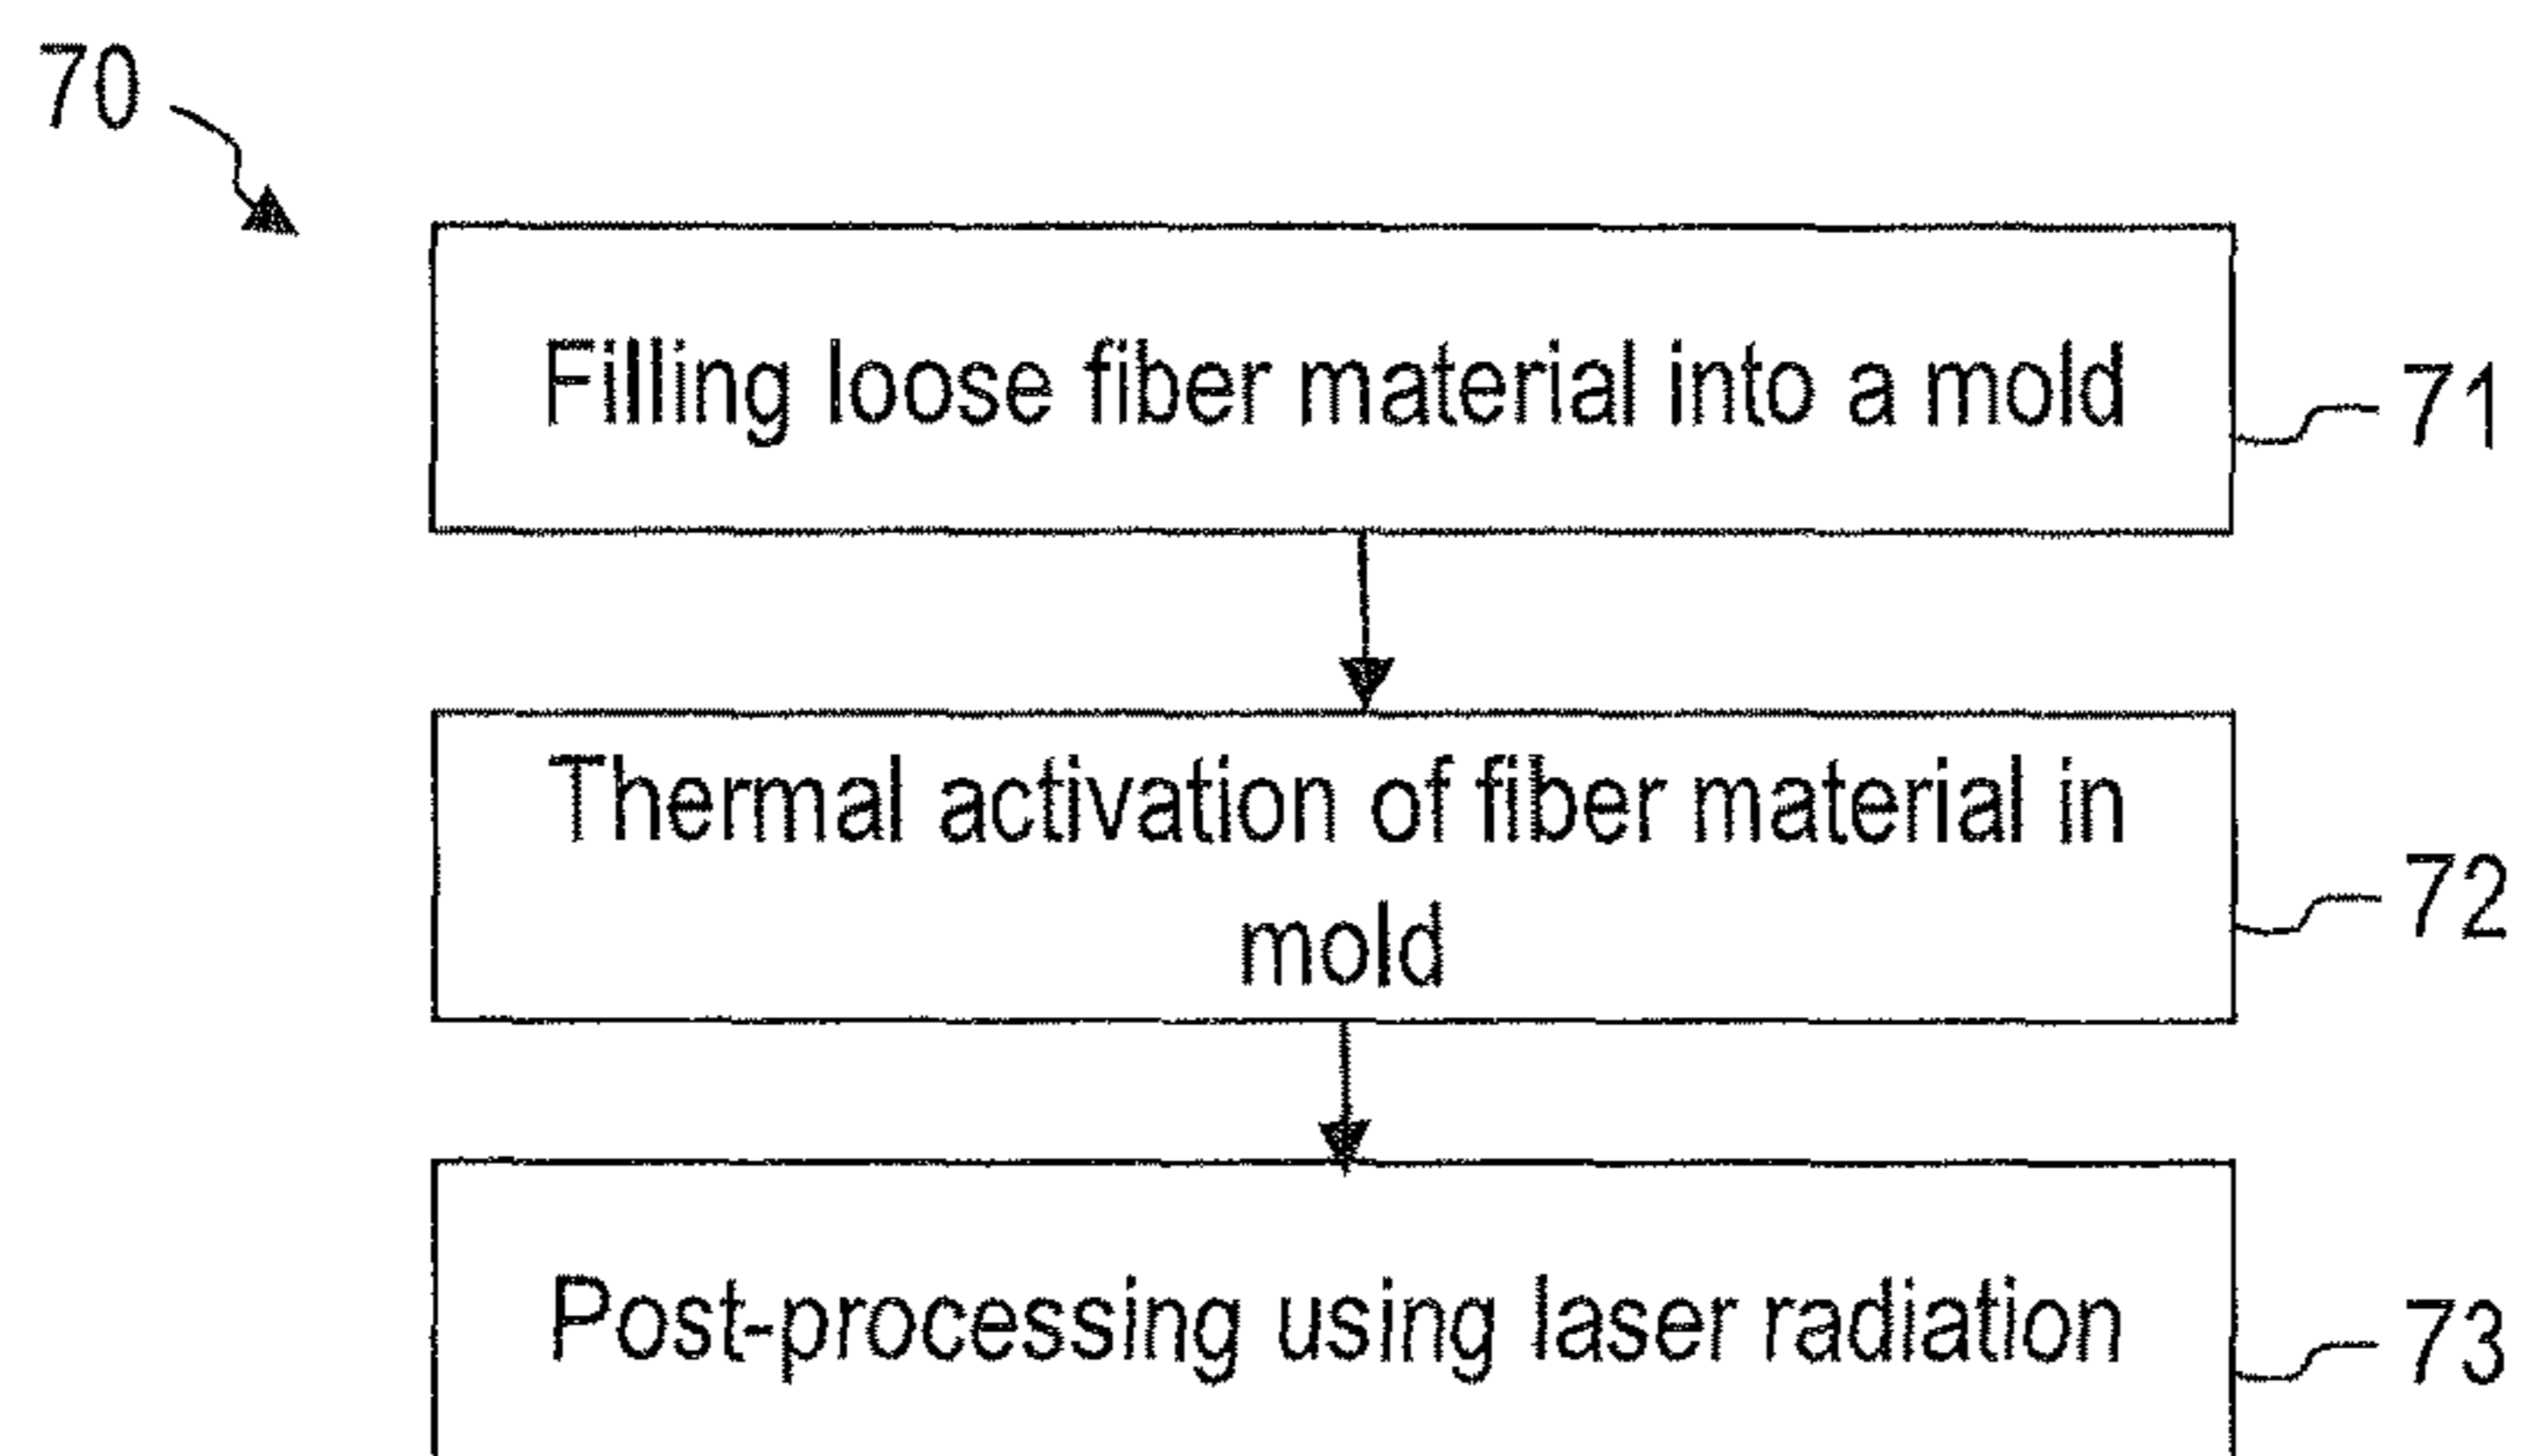 70
Filling loose fiber material into a mold
71
Thermal activation of fiber material in
mold
72
Post-processing using laser radiation
73